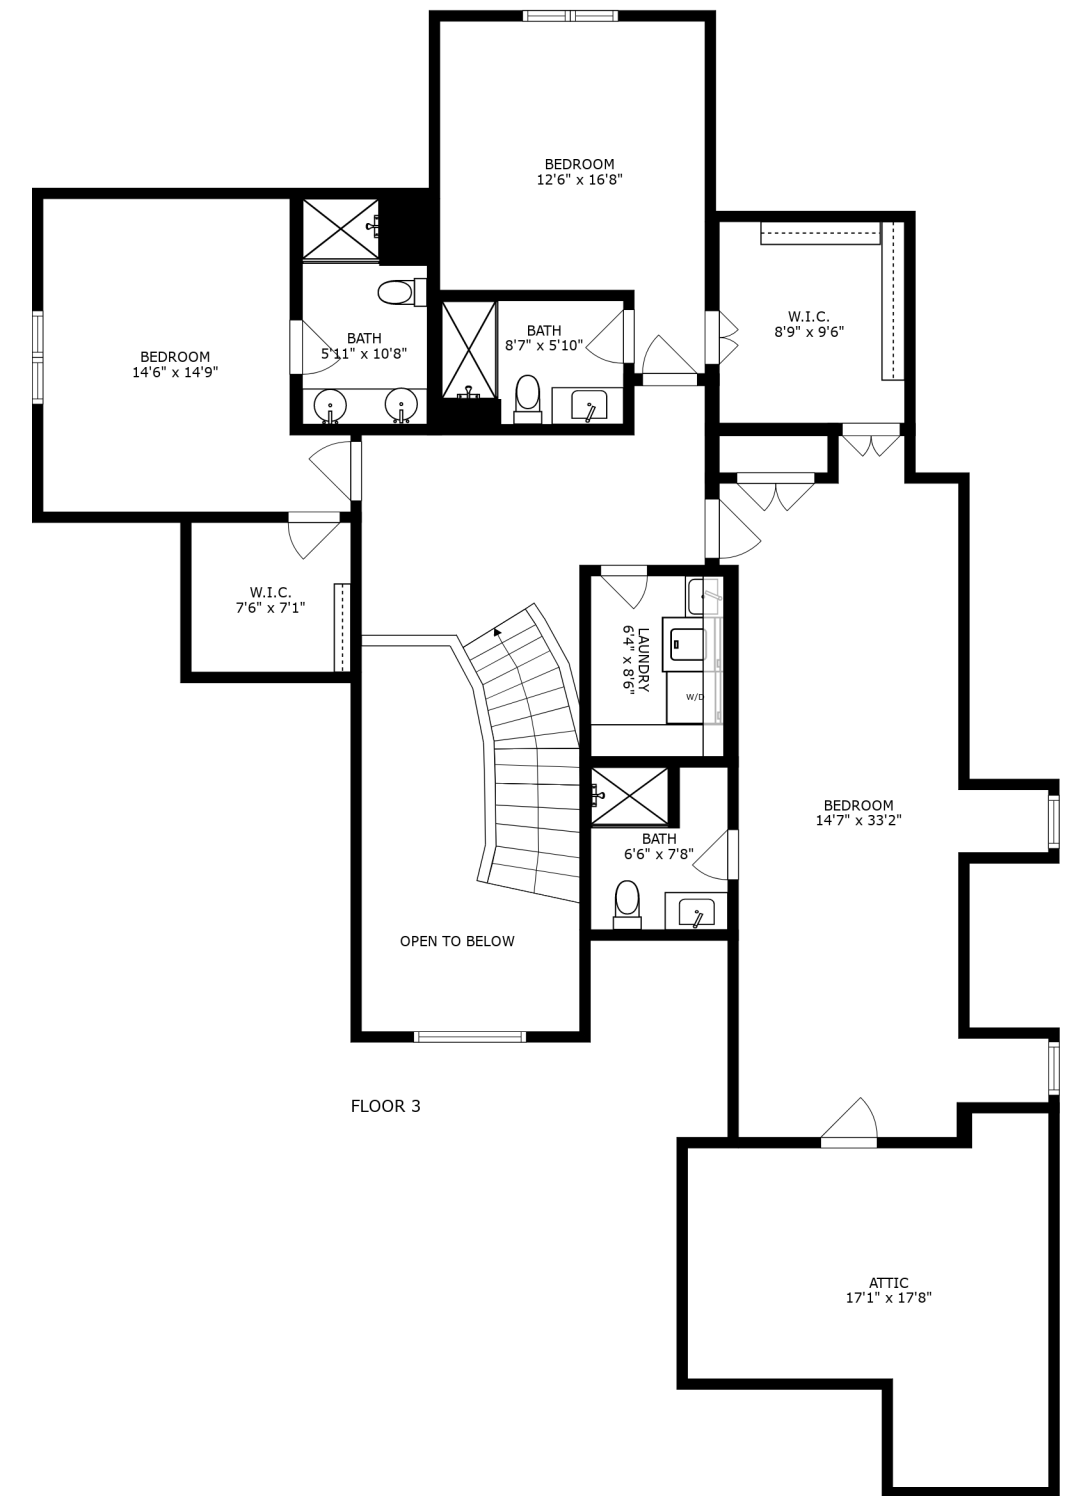 BEDROOM
12'6" x 16'8"
BEDROOM
14'6" x 14'9"
BATH
5'11" x 10'8"
BATH
8'7" x 5'10"
W.I.C.
8'9" x 9'6"
W.I.C.
7'6" x 7'1"
LAUNDRY
6'4" x 8'6"
W/D
BEDROOM
14'7" x 33'2"
BATH
6'6" x 7'8"
OPEN TO BELOW
FLOOR 3
ATTIC
17'1" x 17'8"